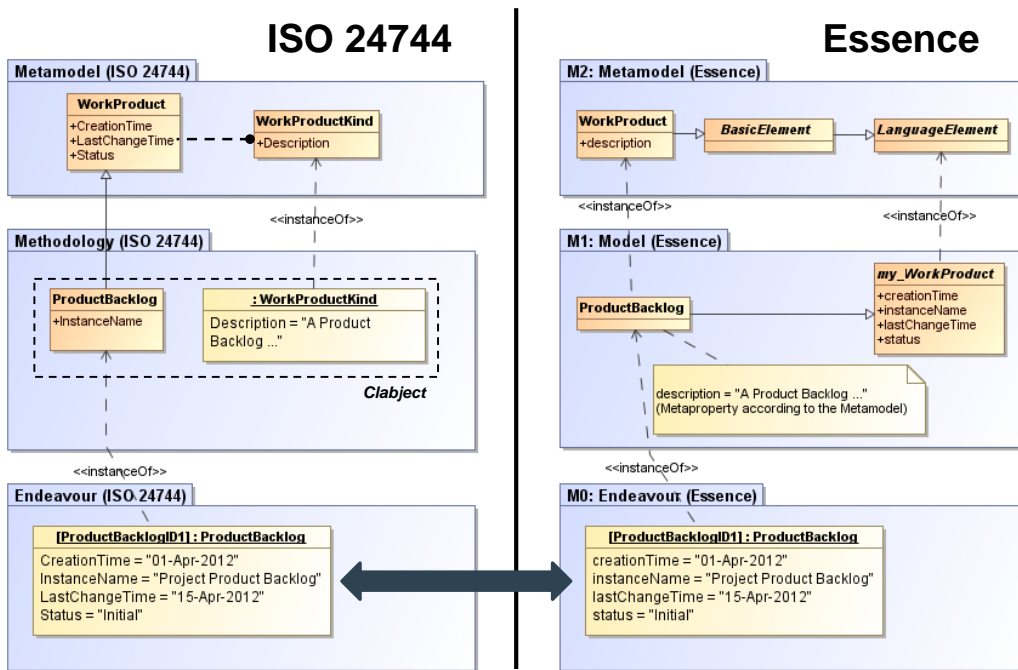 ISO 24744
Metamodel (ISO 24744)
WorkProduct
+CreationTime
+LastChangeTime
+Status
WorkProductKind
+Description
<<instanceOf>>
Methodology (ISO 24744)
ProductBacklog
+InstanceName
: WorkProductKind
Description = "A Product
Backlog ..."
Clabject
<<instanceOf>>
Endeavour (ISO 24744)
[ProductBacklogID1] : ProductBacklog
CreationTime = "01-Apr-2012"
InstanceName = "Project Product Backlog"
LastChangeTime = "15-Apr-2012"
Status = "Initial"
Essence
M2: Metamodel (Essence)
WorkProduct
+description
BasicElement
LanguageElement
<<instanceOf>>
<<instanceOf>>
M1: Model (Essence)
ProductBacklog
my_WorkProduct
+creationTime
+instanceName
+lastChangeTime
+status
description = "A Product Backlog ..."
(Metaproperty according to the Metamodel)
<<instanceOf>>
M0: Endeavour (Essence)
[ProductBacklogID1] : ProductBacklog
creationTime = "01-Apr-2012"
instanceName = "Project Product Backlog"
lastChangeTime = "15-Apr-2012"
status = "Initial"